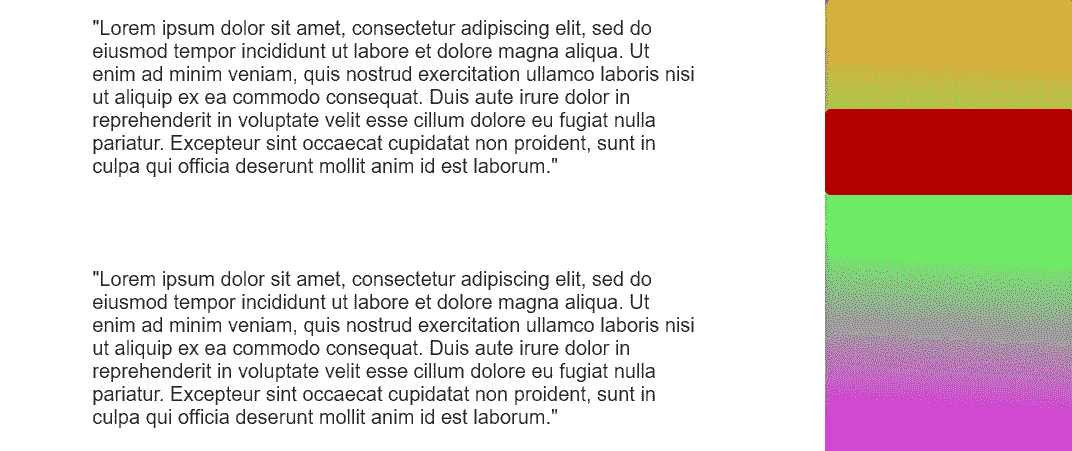 "Lorem ipsum dolor sit amet, consectetur adipiscing elit, sed do
eiusmod tempor incididunt ut labore et dolore magna aliqua. Ut
enim ad minim veniam, quis nostrud exercitation ullamco laboris nisi
ut aliquip ex ea commodo consequat. Duis aute irure dolor in
reprehenderit in voluptate velit esse cillum dolore eu fugiat nulla
pariatur. Excepteur sint occaecat cupidatat non proident, sunt in
culpa qui officia deserunt mollit anim id est laborum."
"Lorem ipsum dolor sit amet, consectetur adipiscing elit, sed do
eiusmod tempor incididunt ut labore et dolore magna aliqua. Ut
enim ad minim veniam, quis nostrud exercitation ullamco laboris nisi
ut aliquip ex ea commodo consequat. Duis aute irure dolor in
reprehenderit in voluptate velit esse cillum dolore eu fugiat nulla
pariatur. Excepteur sint occaecat cupidatat non proident, sunt in
culpa qui officia deserunt mollit anim id est laborum."